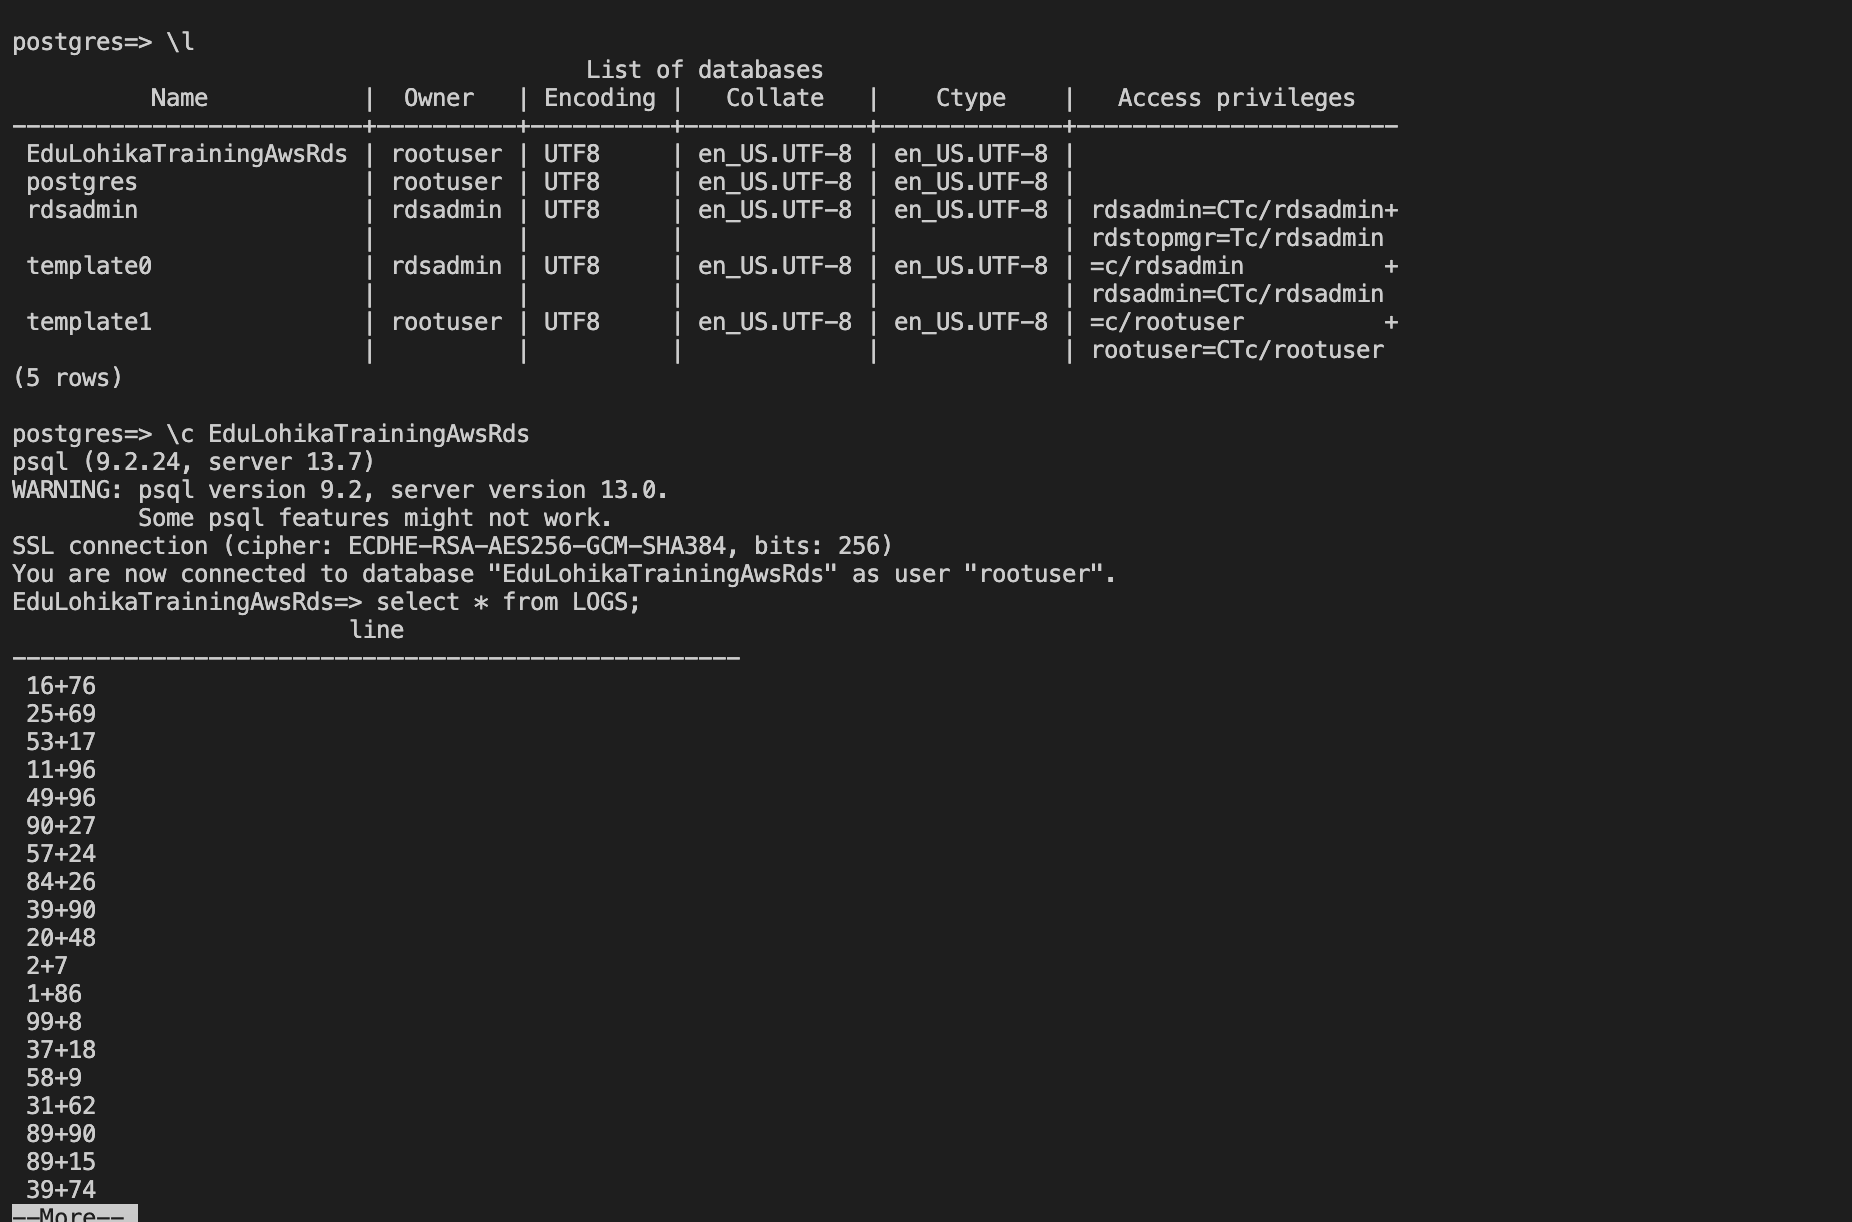 postgres=> \l
List of databases
Name | Owner | Encoding | Collate | Ctype | Access privileges
--------------------------+-----------+-----------+-------------+-------------+-----------------------
EduLohikaTrainingAwsRds | rootuser | UTF8 | en_US.UTF-8 | en_US.UTF-8 |
postgres | rootuser | UTF8 | en_US.UTF-8 | en_US.UTF-8 |
rdsadmin | rdsadmin | UTF8 | en_US.UTF-8 | en_US.UTF-8 | rdsadmin=CTc/rdsadmin+
| | | | | rdstopmgr=Tc/rdsadmin
template0 | rdsadmin | UTF8 | en_US.UTF-8 | en_US.UTF-8 | =c/rdsadmin +
| | | | | rdsadmin=CTc/rdsadmin
template1 | rootuser | UTF8 | en_US.UTF-8 | en_US.UTF-8 | =c/rootuser +
| | | | | rootuser=CTc/rootuser
(5 rows)
postgres=> \c EduLohikaTrainingAwsRds
psql (9.2.24, server 13.7)
WARNING: psql version 9.2, server version 13.0.
Some psql features might not work.
SSL connection (cipher: ECDHE-RSA-AES256-GCM-SHA384, bits: 256)
You are now connected to database "EduLohikaTrainingAwsRds" as user "rootuser".
EduLohikaTrainingAwsRds=> select * from LOGS;
line
----------------------------------------------------
16+76
25+69
53+17
11+96
49+96
90+27
57+24
84+26
39+90
20+48
2+7
1+86
99+8
37+18
58+9
31+62
89+90
89+15
39+74
--More--